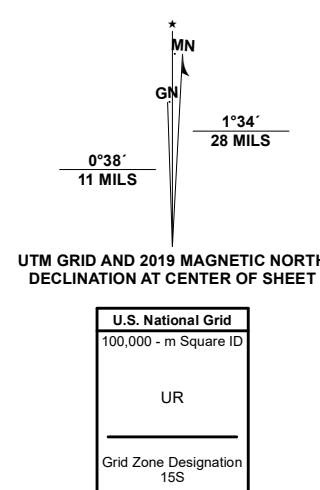 MN
GN
1°34´
28 MILS
0°38´
11 MILS
UTM GRID AND 2019 MAGNETIC NORTH
DECLINATION AT CENTER OF SHEET
U.S. National Grid
100,000 - m Square ID
UR
Grid Zone Designation
15S